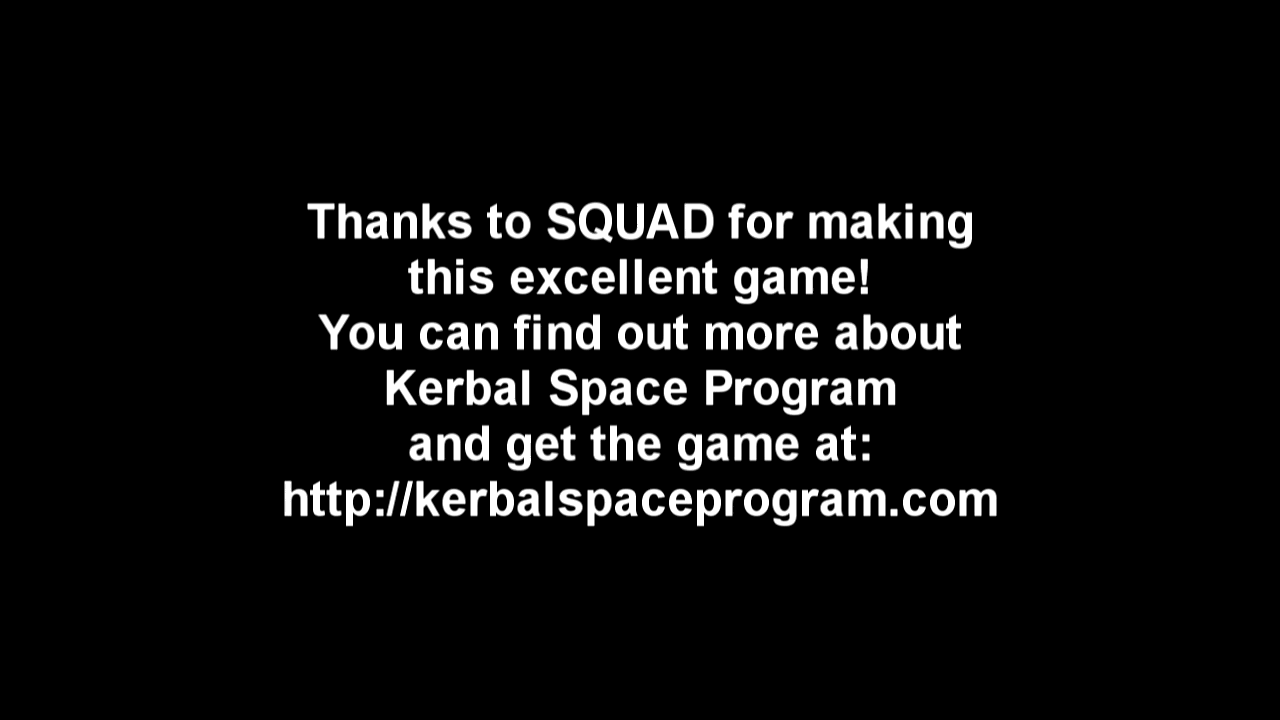 Thanks to SQUAD for making
this excellent game!
You can find out more about
Kerbal Space Program
and get the game at:
http://kerbalspaceprogram.com